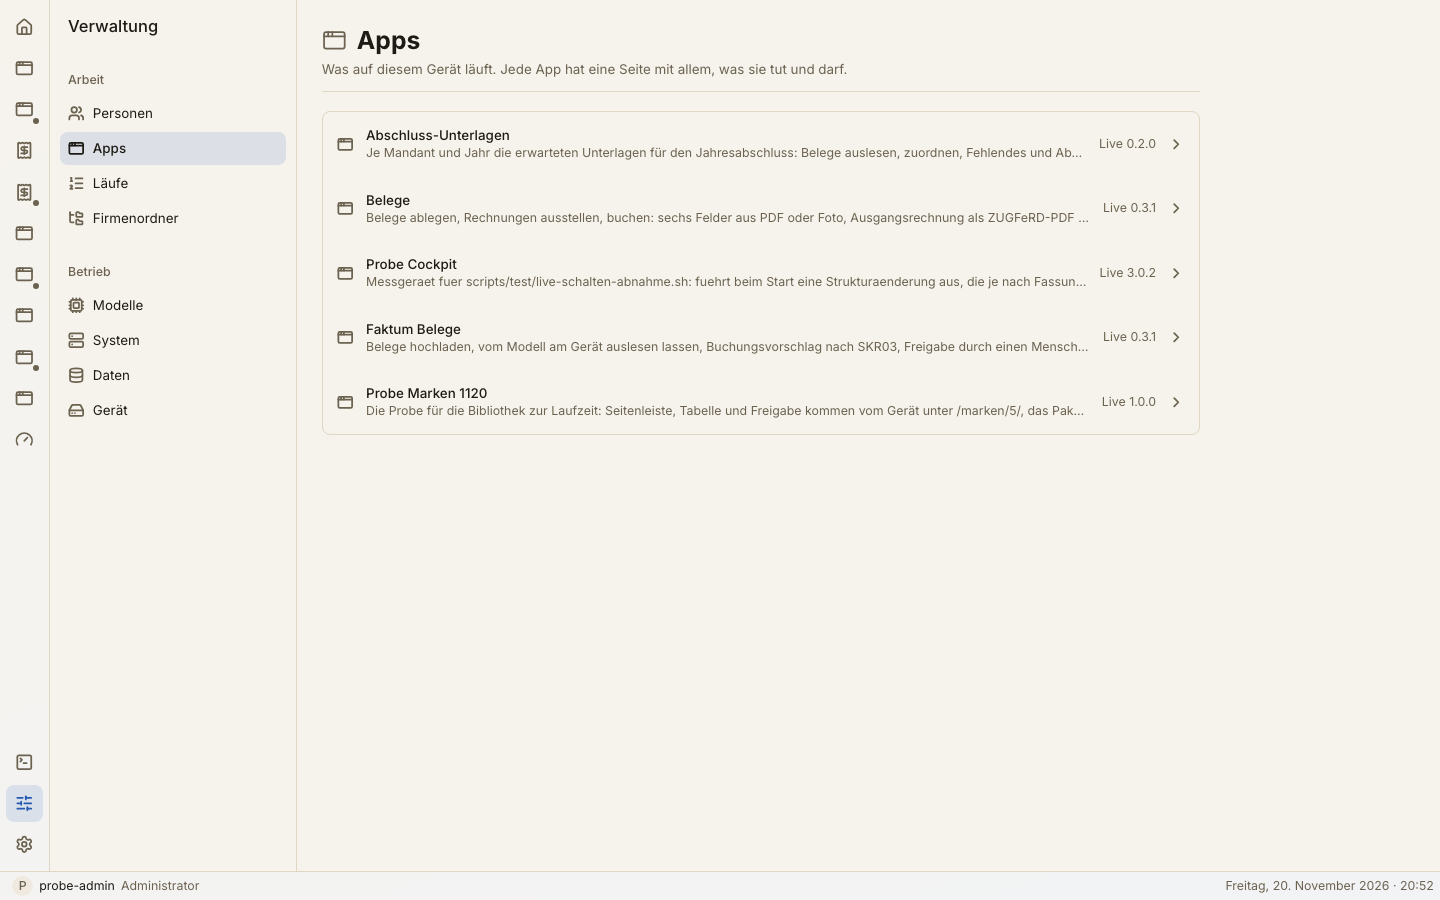 Verwaltung
Arbeit
Personen
Apps
Läufe
Firmenordner
Betrieb
Modelle
System
Daten
Gerät
Apps
Was auf diesem Gerät läuft. Jede App hat eine Seite mit allem, was sie tut und darf.
Abschluss-Unterlagen
Je Mandant und Jahr die erwarteten Unterlagen für den Jahresabschluss: Belege auslesen, zuordnen, Fehlendes und Ab…
Live 0.2.0
Belege
Belege ablegen, Rechnungen ausstellen, buchen: sechs Felder aus PDF oder Foto, Ausgangsrechnung als ZUGFeRD-PDF …
Live 0.3.1
Probe Cockpit
Messgeraet fuer scripts/test/live-schalten-abnahme.sh: fuehrt beim Start eine Strukturaenderung aus, die je nach Fassun…
Live 3.0.2
Faktum Belege
Belege hochladen, vom Modell am Gerät auslesen lassen, Buchungsvorschlag nach SKR03, Freigabe durch einen Mensch…
Live 0.3.1
Probe Marken 1120
Die Probe für die Bibliothek zur Laufzeit: Seitenleiste, Tabelle und Freigabe kommen vom Gerät unter /marken/5/, das Pak…
Live 1.0.0
P probe-admin Administrator
Freitag, 20. November 2026 · 20:52